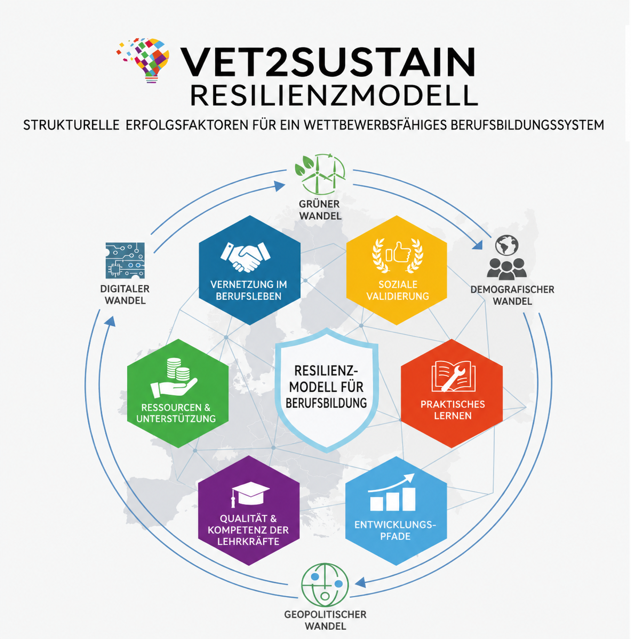 VET2SUSTAIN
RESILIENZMODELL
STRUKTURELLE ERFOLGSFAKTOREN FÜR EIN WETTBEWERBSFÄHIGES BERUFSBILDUNGSSYSTEM
GRÜNER
WANDEL
DIGITALER
WANDEL
VERNETZUNG IM
BERUFSLEBEN
SOZIALE
VALIDIERUNG
DEMOGRAFISCHER
WANDEL
RESSOURCEN &
UNTERSTÜTZUNG
RESILIENZ-
MODELL FÜR
BERUFSBILDUNG
PRAKTISCHES
LERNEN
QUALITÄT &
KOMPETENZ DER
LEHRKRÄFTE
ENTWICKLUNGS-
PFADE
GEOPOLITISCHER
WANDEL